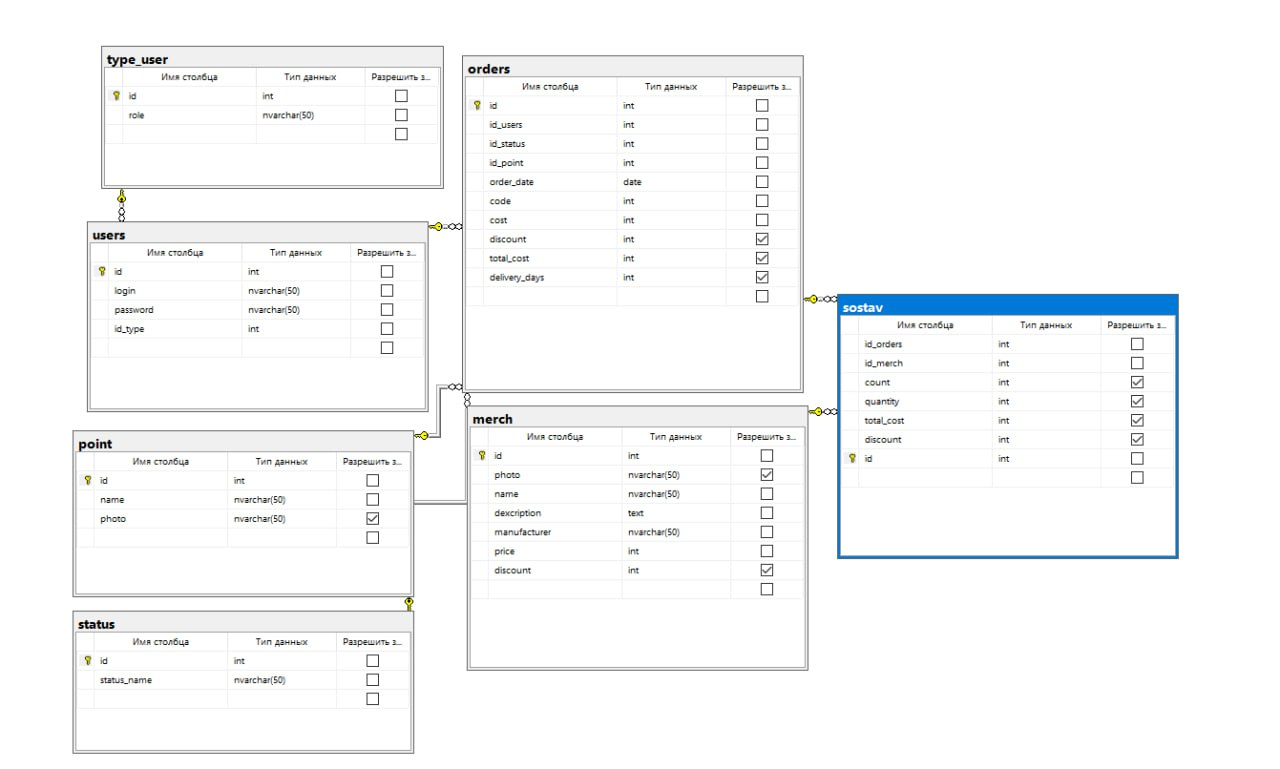 type_user
Имя столбца Тип данных Разрешить з...
id int
role nvarchar(50)
users
Имя столбца Тип данных Разрешить з...
id int
login nvarchar(50)
password nvarchar(50)
id_type int
point
Имя столбца Тип данных Разрешить з...
id int
name nvarchar(50)
photo nvarchar(50)
status
Имя столбца Тип данных Разрешить з...
id int
status_name nvarchar(50)
orders
Имя столбца Тип данных Разрешить з...
id int
id_users int
id_status int
id_point int
order_date date
code int
cost int
discount int
total_cost int
delivery_days int
merch
Имя столбца Тип данных Разрешить з...
id int
photo nvarchar(50)
name nvarchar(50)
dexcription text
manufacturer nvarchar(50)
price int
discount int
sostav
Имя столбца Тип данных Разрешить з...
id_orders int
id_merch int
count int
quantity int
total_cost int
discount int
id int